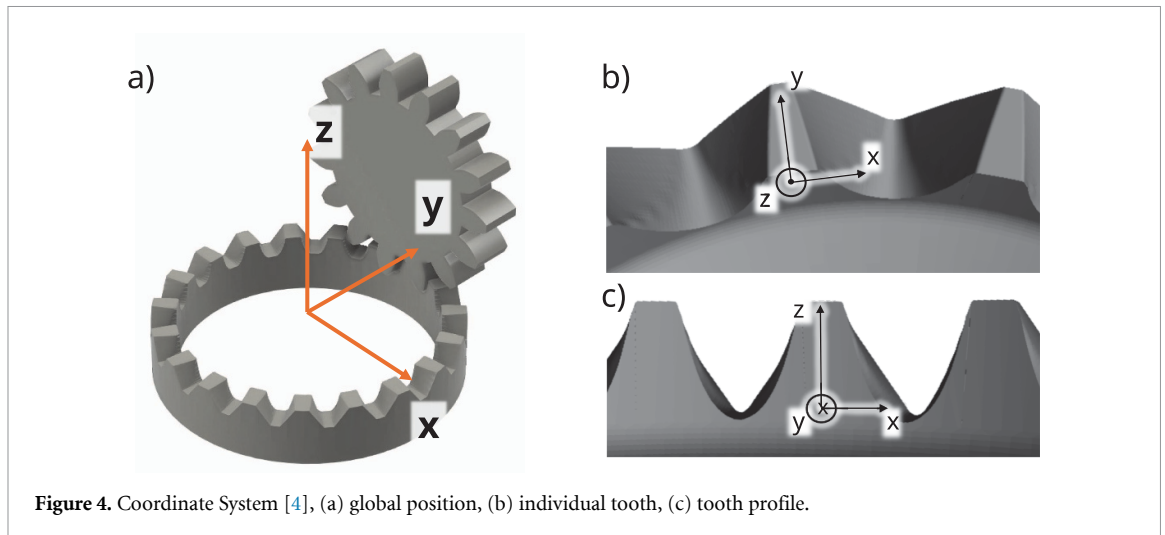 a)
z
y
x
b)
y
x
z
c)
z
y
x
x
Figure 4. Coordinate System [4], (a) global position, (b) individual tooth, (c) tooth profile.